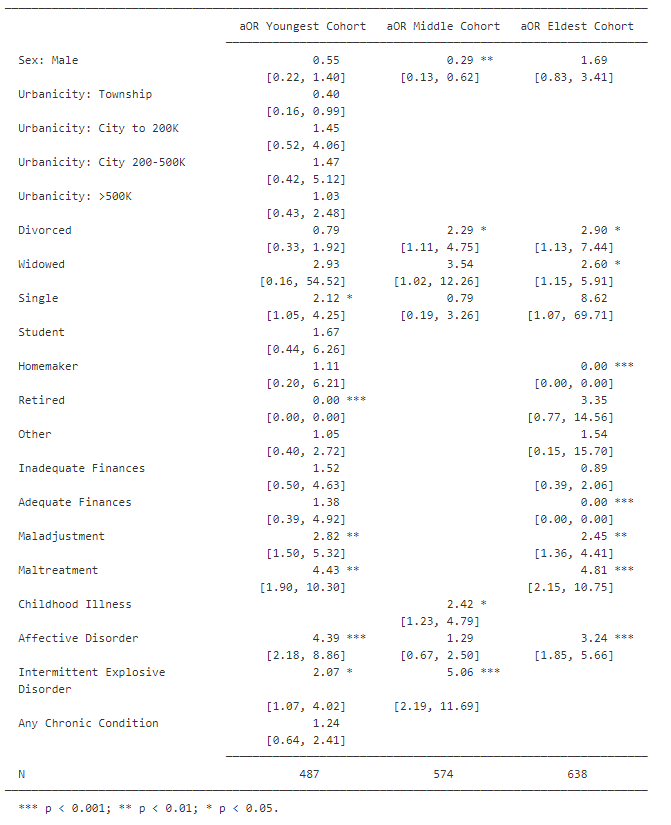 aOR Youngest Cohort aOR Middle Cohort aOR Eldest Cohort
Sex: Male 0.55 0.29 ** 1.69
[0.22, 1.40] [0.13, 0.62] [0.83, 3.41]
Urbanicity: Township 0.40
[0.16, 0.99]
Urbanicity: City to 200K 1.45
[0.52, 4.06]
Urbanicity: City 200-500K 1.47
[0.42, 5.12]
Urbanicity: >500K 1.03
[0.43, 2.48]
Divorced 0.79 2.29 * 2.90 *
[0.33, 1.92] [1.11, 4.75] [1.13, 7.44]
Widowed 2.93 3.54 2.60 *
[0.16, 54.52] [1.02, 12.26] [1.15, 5.91]
Single 2.12 * 0.79 8.62
[1.05, 4.25] [0.19, 3.26] [1.07, 69.71]
Student 1.67
[0.44, 6.26]
Homemaker 1.11 0.00 ***
[0.20, 6.21] [0.00, 0.00]
Retired 0.00 *** 3.35
[0.00, 0.00] [0.77, 14.56]
Other 1.05 1.54
[0.40, 2.72] [0.15, 15.70]
Inadequate Finances 1.52 0.89
[0.50, 4.63] [0.39, 2.06]
Adequate Finances 1.38 0.00 ***
[0.39, 4.92] [0.00, 0.00]
Maladjustment 2.82 ** 2.45 **
[1.50, 5.32] [1.36, 4.41]
Maltreatment 4.43 ** 4.81 ***
[1.90, 10.30] [2.15, 10.75]
Childhood Illness 2.42 *
[1.23, 4.79]
Affective Disorder 4.39 *** 1.29 3.24 ***
[2.18, 8.86] [0.67, 2.50] [1.85, 5.66]
Intermittent Explosive 2.07 * 5.06 ***
Disorder
[1.07, 4.02] [2.19, 11.69]
Any Chronic Condition 1.24
[0.64, 2.41]
N 487 574 638
*** p < 0.001; ** p < 0.01; * p < 0.05.